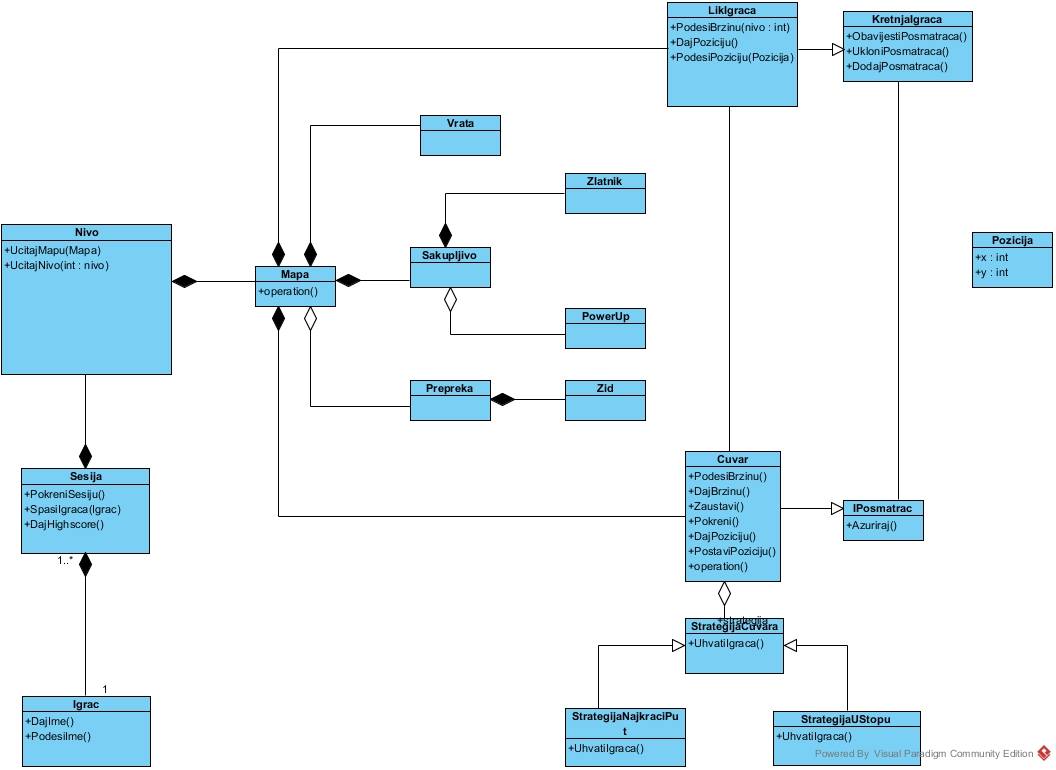 LikIgraca
+PodesiBrzinu(nivo : int)
+DajPoziciju()
+PodesiPoziciju(Pozicija)
KretnjaIgraca
+ObavijestiPosmatraca()
+UkloniPosmatraca()
+DodajPosmatraca()
Vrata
Zlatnik
Nivo
+UcitajMapu(Mapa)
+UcitajNivo(int : nivo)
Pozicija
+x : int
+y : int
Sakupljivo
Mapa
+operation()
PowerUp
Prepreka
Zid
Cuvar
+PodesiBrzinu()
+DajBrzinu()
+Zaustavi()
+Pokreni()
+DajPoziciju()
+PostaviPoziciju()
+operation()
Sesija
+PokreniSesiju()
+SpasiIgraca(Igrac)
+DajHighscore()
IPosmatrac
+Azuriraj()
1..*
+strategija
StrategijaCuvara
+UhvatiIgraca()
1
Igrac
+DajIme()
+PodesiIme()
StrategijaNajkraciPu
t
+UhvatiIgraca()
StrategijaUStopu
+UhvatiIgraca()
Powered By Visual Paradigm Community Edition